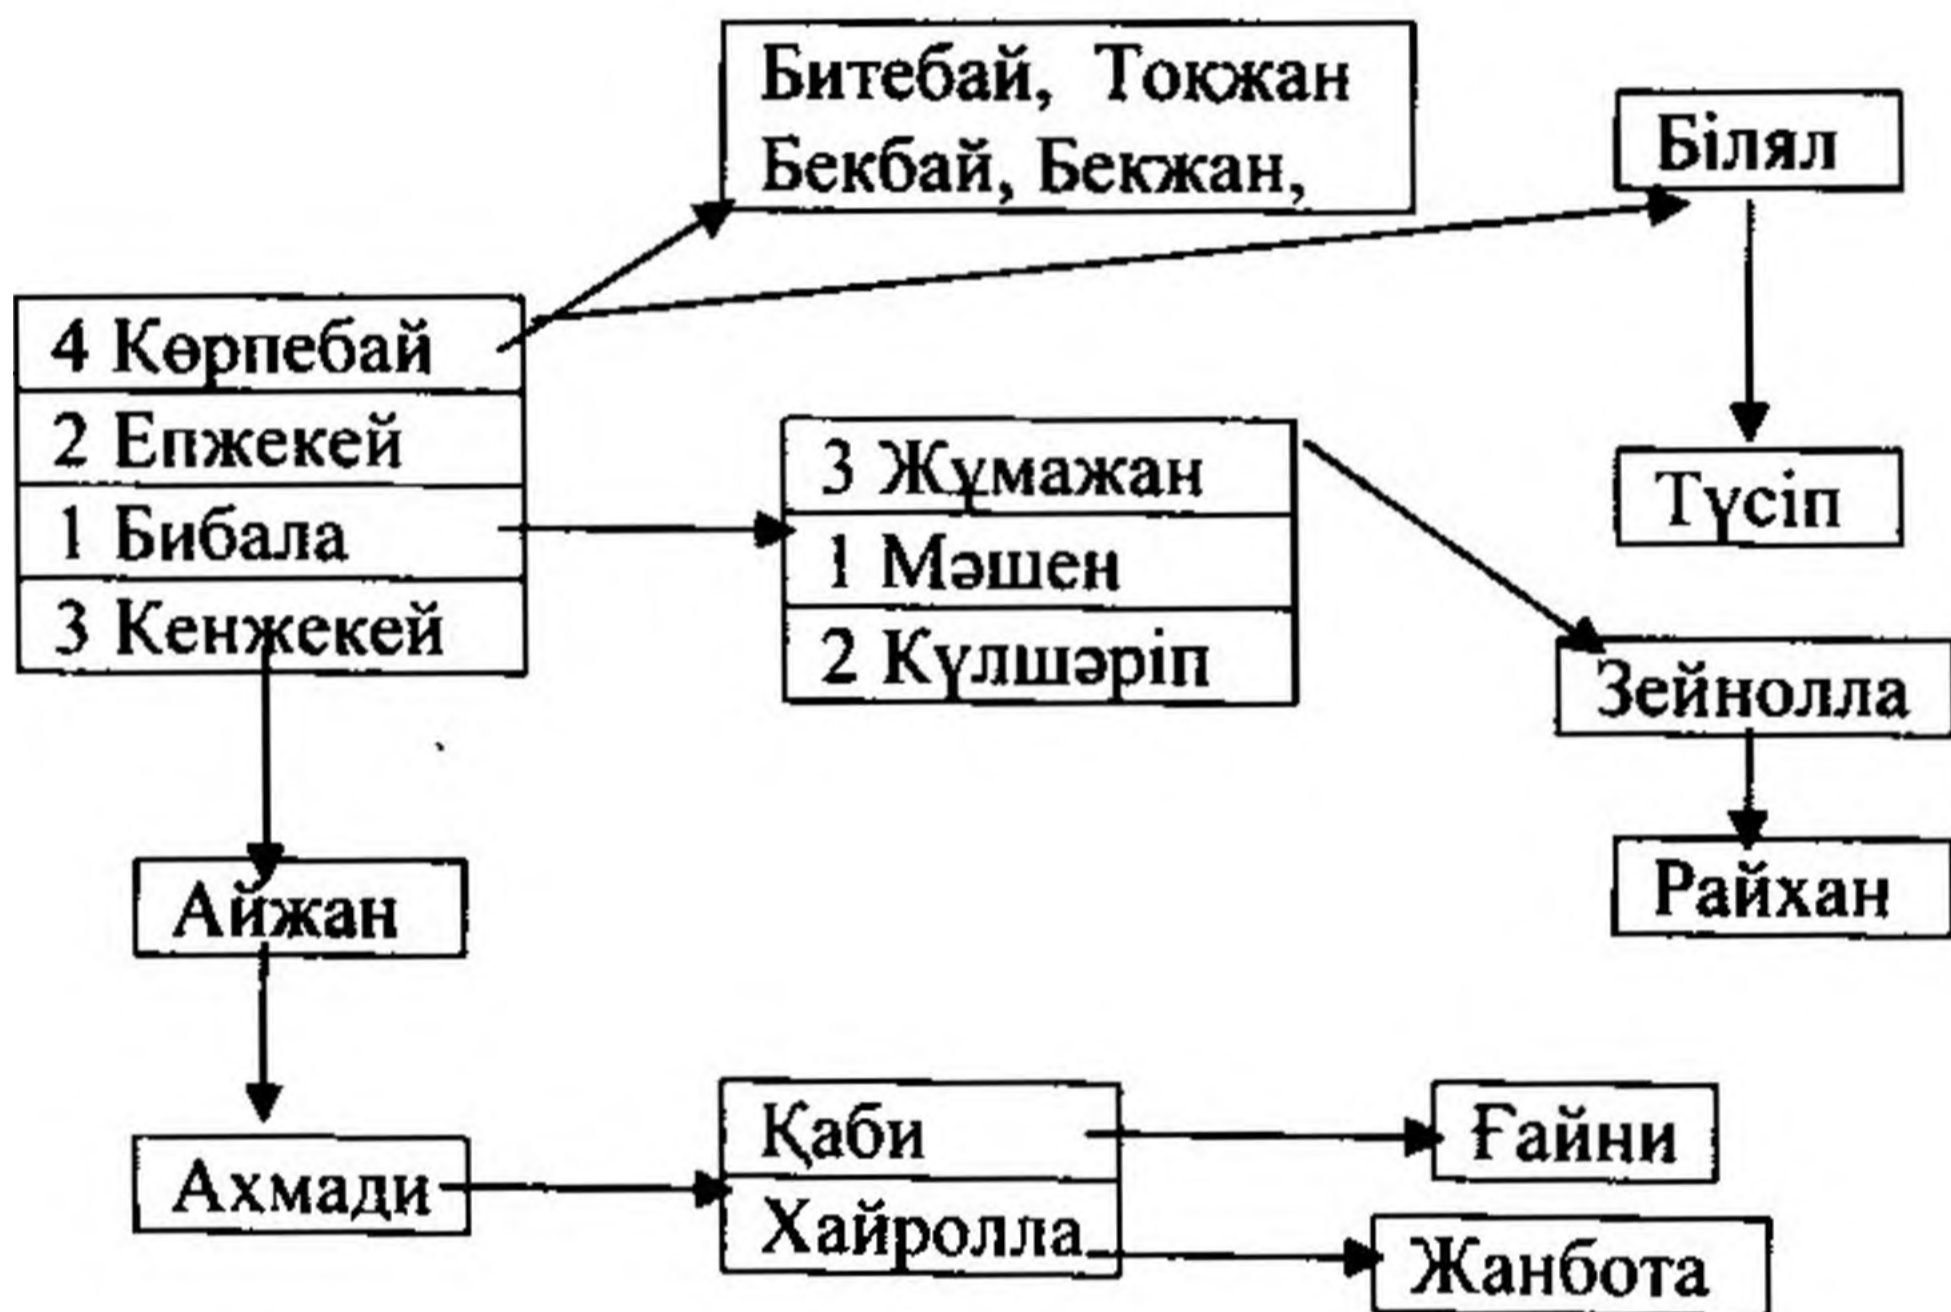 Битебай, Тоқжан
Бекбай, Бекжан,
Білял
4 Көрпебай
2 Епжекей
1 Бибала
3 Кенжекей
3 Жұмажан
1 Мәшен
2 Күлшәріп
Түсіп
Зейнолла
Райхан
Айжан
Ахмади
Қаби
Хайролла
Ғайни
Жанбота